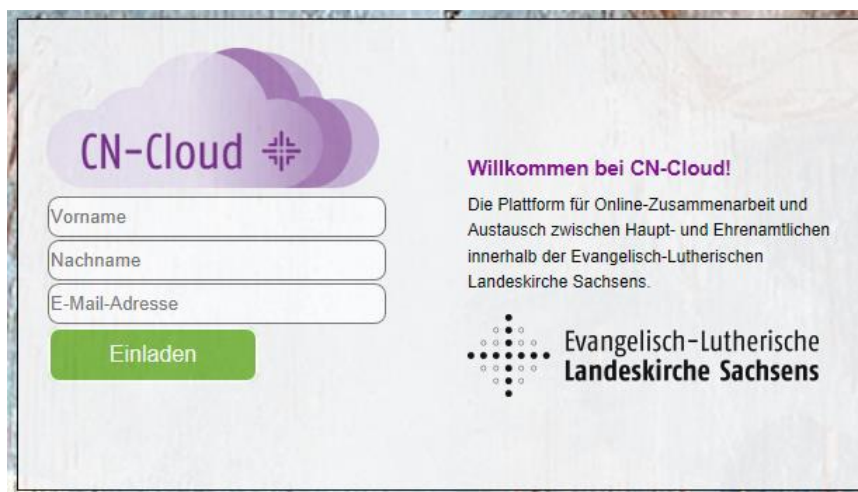 CN-Cloud
Vorname
Nachname
E-Mail-Adresse
Einladen
Willkommen bei CN-Cloud!
Die Plattform für Online-Zusammenarbeit und
Austausch zwischen Haupt- und Ehrenamtlichen
innerhalb der Evangelisch-Lutherischen
Landeskirche Sachsens.
Evangelisch-Lutherische
Landeskirche Sachsens